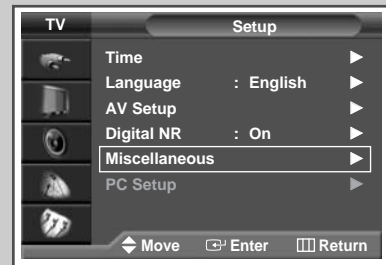 TV Setup
Time
Language : English
AV Setup
Digital NR : On
Miscellaneous
PC Setup
Move Enter Return